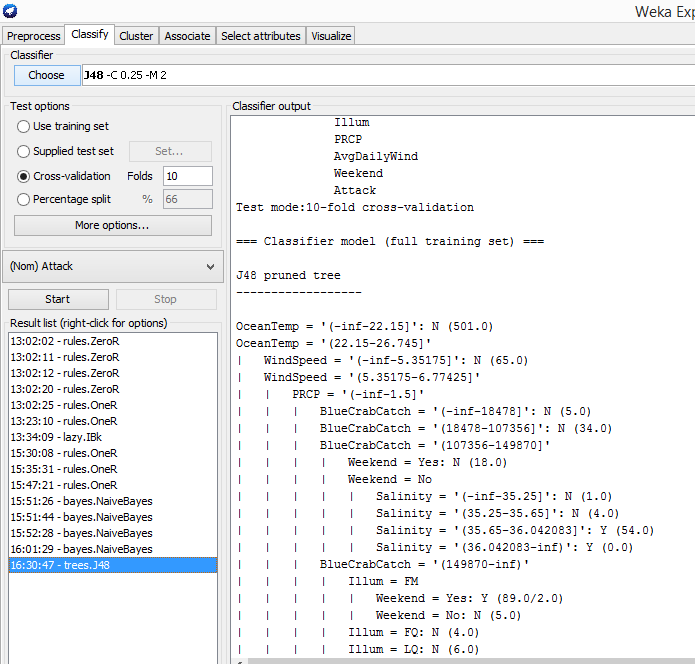 Weka Exp
Preprocess Classify Cluster Associate Select attributes Visualize
Classifier
Choose J48 -C 0.25 -M 2
Test options
Use training set
Supplied test set Set...
Cross-validation Folds 10
Percentage split % 66
More options...
(Nom) Attack
Start Stop
Result list (right-click for options)
13:02:02 - rules.ZeroR
13:02:11 - rules.ZeroR
13:02:12 - rules.ZeroR
13:02:20 - rules.ZeroR
13:02:25 - rules.OneR
13:23:10 - rules.OneR
13:34:09 - lazy.IBk
15:30:08 - rules.OneR
15:35:31 - rules.OneR
15:47:21 - rules.OneR
15:51:26 - bayes.NaiveBayes
15:51:44 - bayes.NaiveBayes
15:52:28 - bayes.NaiveBayes
16:01:29 - bayes.NaiveBayes
16:30:47 - trees.J48
Classifier output
Illum
PRCP
AvgDailyWind
Weekend
Attack
Test mode:10-fold cross-validation
=== Classifier model (full training set) ===
J48 pruned tree
------------------
OceanTemp = '(-inf-22.15]': N (501.0)
OceanTemp = '(22.15-26.745]'
|   WindSpeed = '(-inf-5.35175]': N (65.0)
|   WindSpeed = '(5.35175-6.77425]'
|   |   PRCP = '(-inf-1.5]'
|   |   |   BlueCrabCatch = '(-inf-18478]': N (5.0)
|   |   |   BlueCrabCatch = '(18478-107356]': N (34.0)
|   |   |   BlueCrabCatch = '(107356-149870]'
|   |   |   |   Weekend = Yes: N (18.0)
|   |   |   |   Weekend = No
|   |   |   |   |   Salinity = '(-inf-35.25]': N (1.0)
|   |   |   |   |   Salinity = '(35.25-35.65]': N (4.0)
|   |   |   |   |   Salinity = '(35.65-36.042083]': Y (54.0)
|   |   |   |   |   Salinity = '(36.042083-inf)': Y (0.0)
|   |   |   BlueCrabCatch = '(149870-inf)'
|   |   |   |   Illum = FM
|   |   |   |   |   Weekend = Yes: Y (89.0/2.0)
|   |   |   |   |   Weekend = No: N (5.0)
|   |   |   |   Illum = FQ: N (4.0)
|   |   |   |   Illum = LQ: N (6.0)